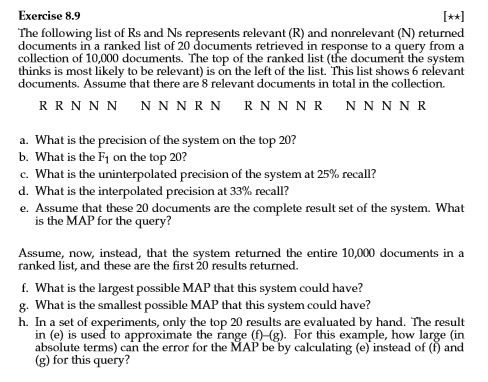 Exercise 8.9 [⋆⋆]
The following list of Rs and Ns represents relevant (R) and nonrelevant (N) returned
documents in a ranked list of 20 documents retrieved in response to a query from a
collection of 10,000 documents. The top of the ranked list (the document the system
thinks is most likely to be relevant) is on the left of the list. This list shows 6 relevant
documents. Assume that there are 8 relevant documents in total in the collection.
R R N N N N N N R N R N N N R N N N N R
a. What is the precision of the system on the top 20?
b. What is the F1 on the top 20?
c. What is the uninterpolated precision of the system at 25% recall?
d. What is the interpolated precision at 33% recall?
e. Assume that these 20 documents are the complete result set of the system. What
is the MAP for the query?
Assume, now, instead, that the system returned the entire 10,000 documents in a
ranked list, and these are the first 20 results returned.
f. What is the largest possible MAP that this system could have?
g. What is the smallest possible MAP that this system could have?
h. In a set of experiments, only the top 20 results are evaluated by hand. The result
in (e) is used to approximate the range (f)–(g). For this example, how large (in
absolute terms) can the error for the MAP be by calculating (e) instead of (f) and
(g) for this query?